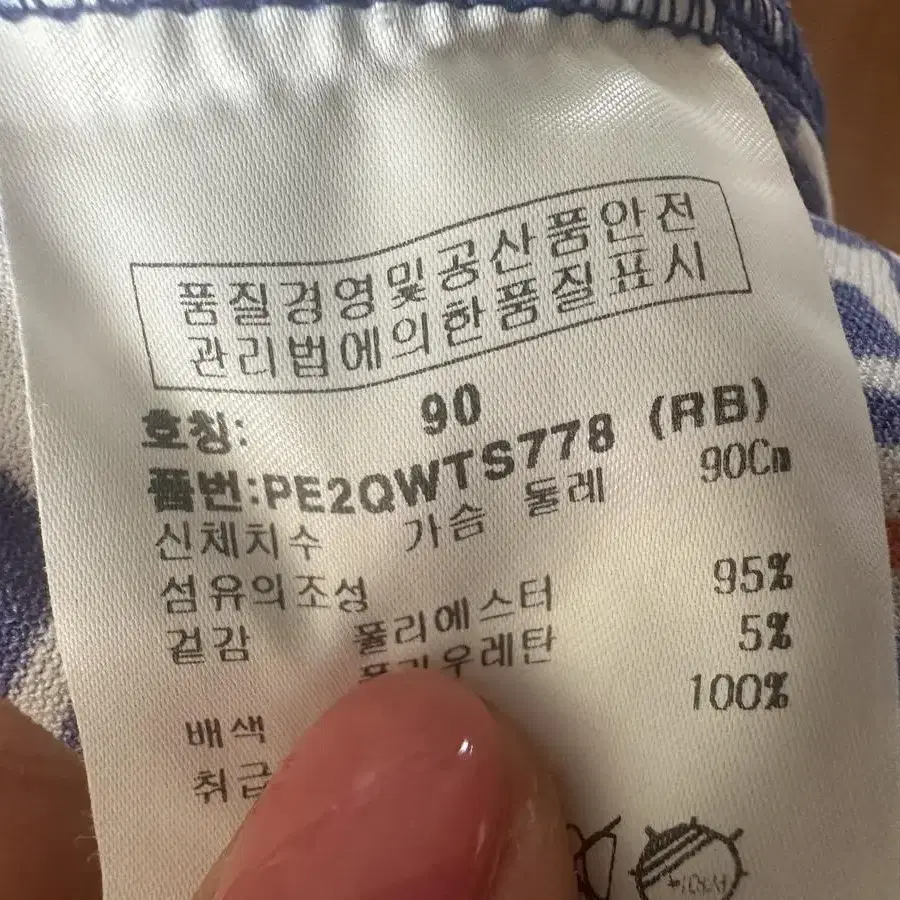 품질경영및공산품안전
관리법에의한품질표시
호칭: 90
품번:PE2QWTS778 (RB)
신체치수 가슴 둘레 90Cm
섬유의조성
겉감 폴리에스터 95%
폴리우레탄 5%
배색 100%
취급